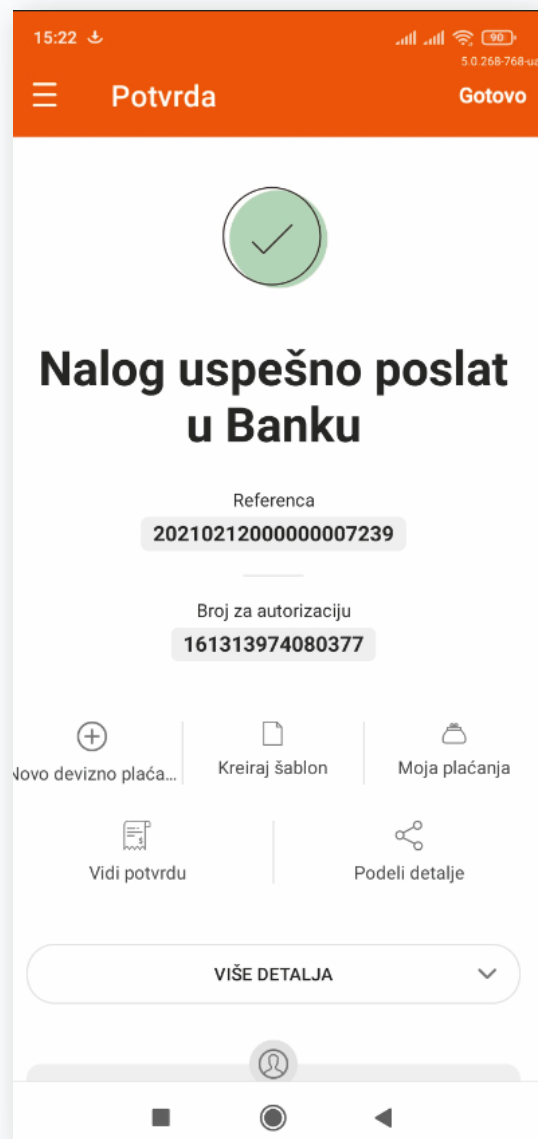 15:22
90
5.0.268-768-ua
Potvrda
Gotovo
Nalog uspešno poslat
u Banku
Referenca
20210212000000007239
Broj za autorizaciju
161313974080377
Novo devizno plaća...
Kreiraj šablon
Moja plaćanja
Vidi potvrdu
Podeli detalje
VIŠE DETALJA